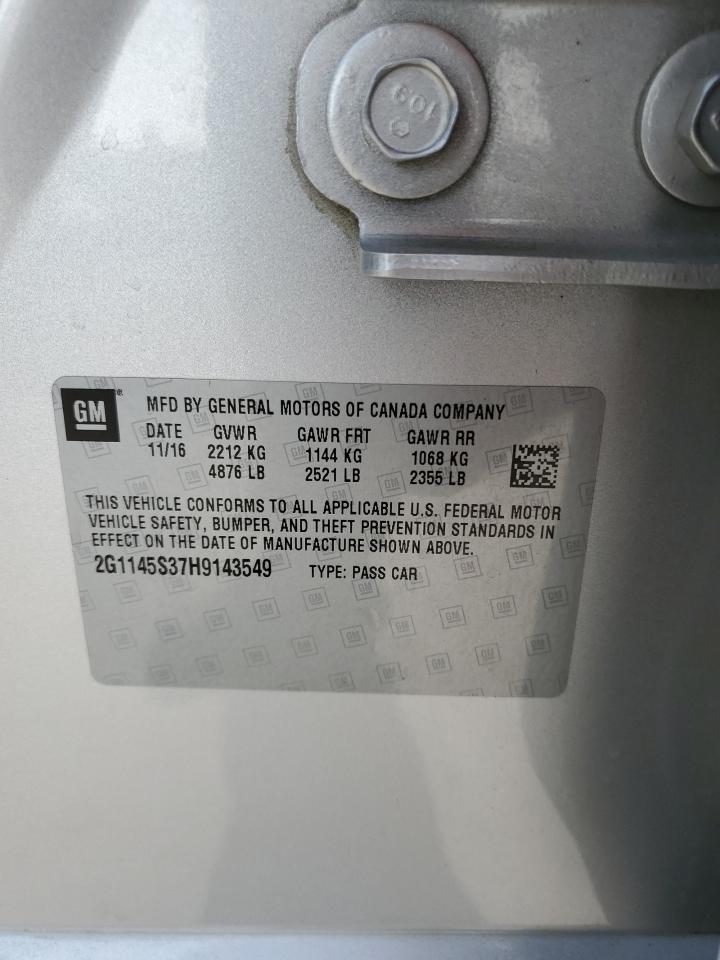 109
GM
MFD BY GENERAL MOTORS OF CANADA COMPANY
DATE GVWR GAWR FRT GAWR RR
11/16 2212 KG 1144 KG 1068 KG
4876 LB 2521 LB 2355 LB
THIS VEHICLE CONFORMS TO ALL APPLICABLE U.S. FEDERAL MOTOR
VEHICLE SAFETY, BUMPER, AND THEFT PREVENTION STANDARDS IN
EFFECT ON THE DATE OF MANUFACTURE SHOWN ABOVE.
2G1145S37H9143549 TYPE: PASS CAR